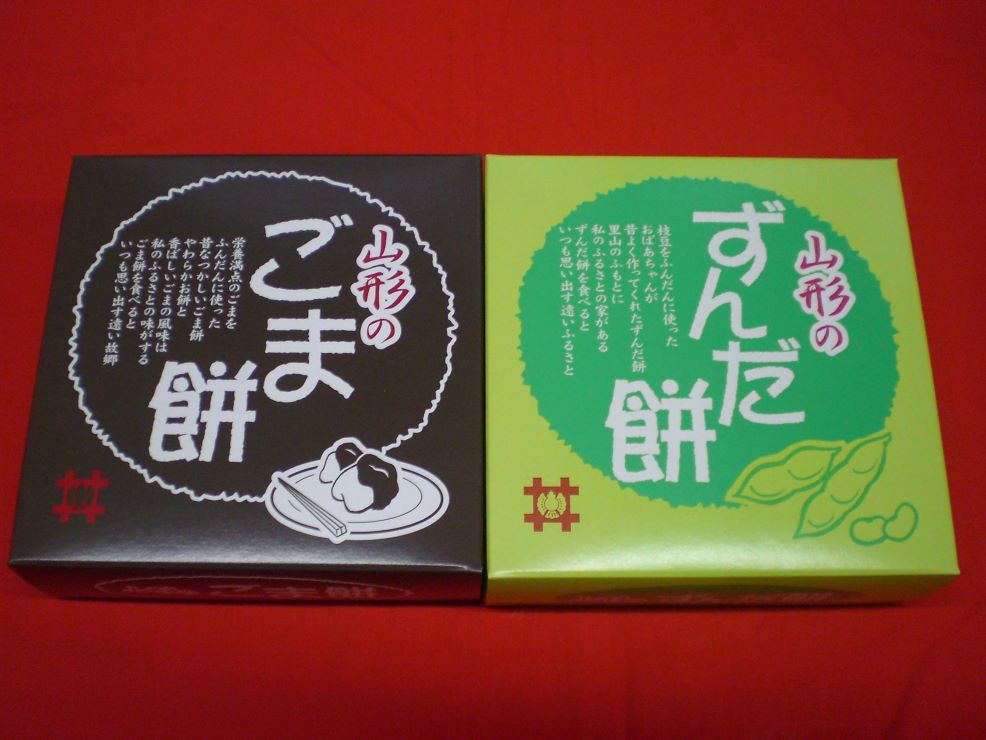 山形の
ごま
餅
栄養満点のごまを
ふんだんに使った
昔なつかしいごま餅
やわらかお餅と
香ばしいごまの風味は
私のふるさとの味がする
ごま餅を食べると
いつも思い出す遠い故郷
ごま餅
山形の
ずんだ
餅
枝豆をふんだんに使った
おばあちゃんが
昔よく作ってくれたずんだ餅
里山のふもとに
私のふるさとの家がある
ずんだ餅を食べると
いつも思い出す遠いふるさと